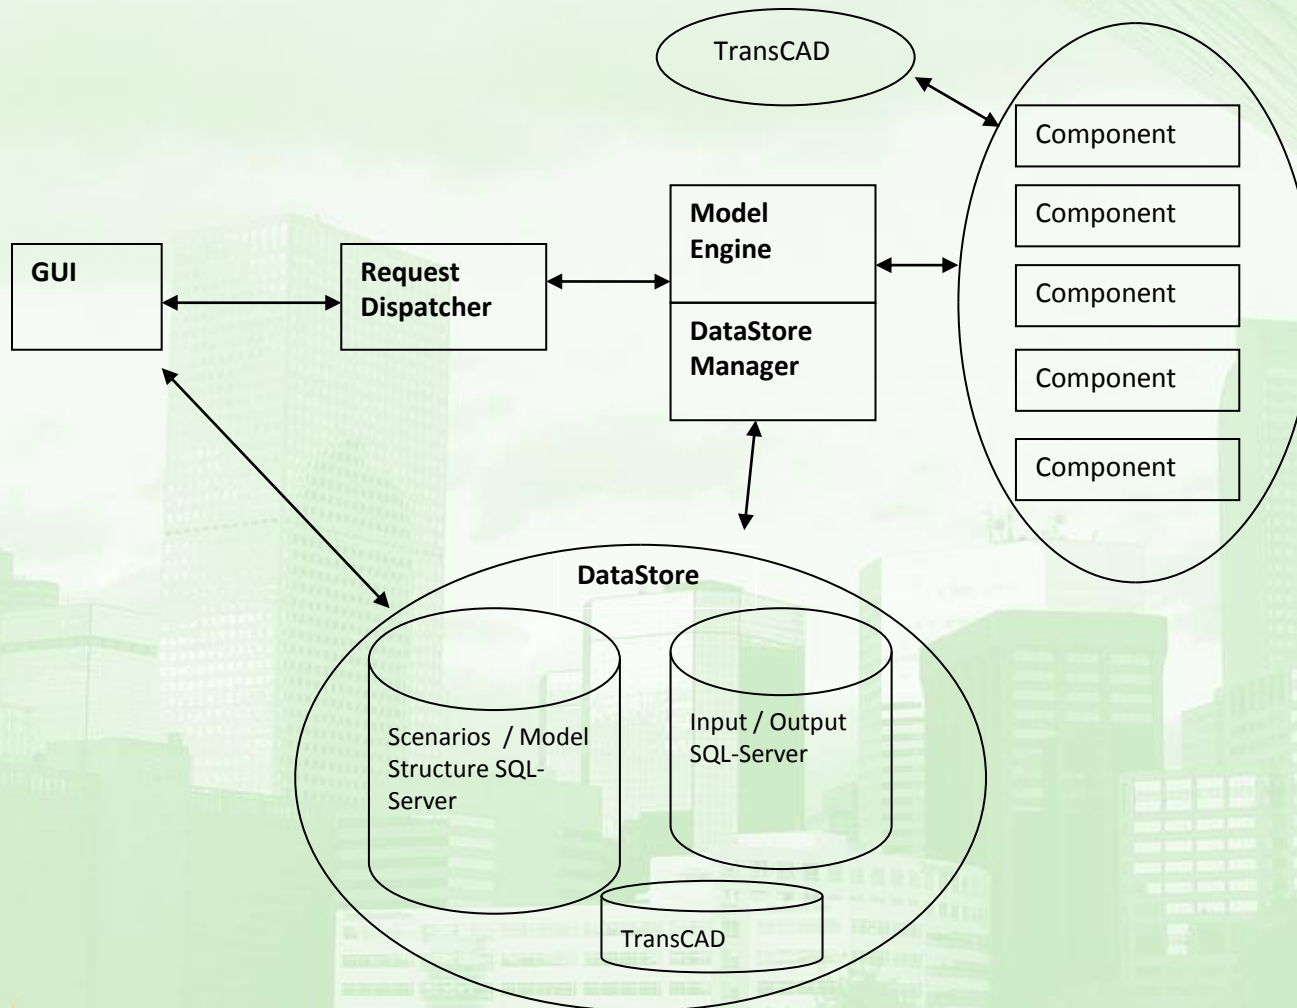 TransCAD
Component
Component
Component
Component
Component
Model
Engine
DataStore
Manager
Request
Dispatcher
GUI
DataStore
Scenarios / Model
Structure SQL-
Server
Input / Output
SQL-Server
TransCAD